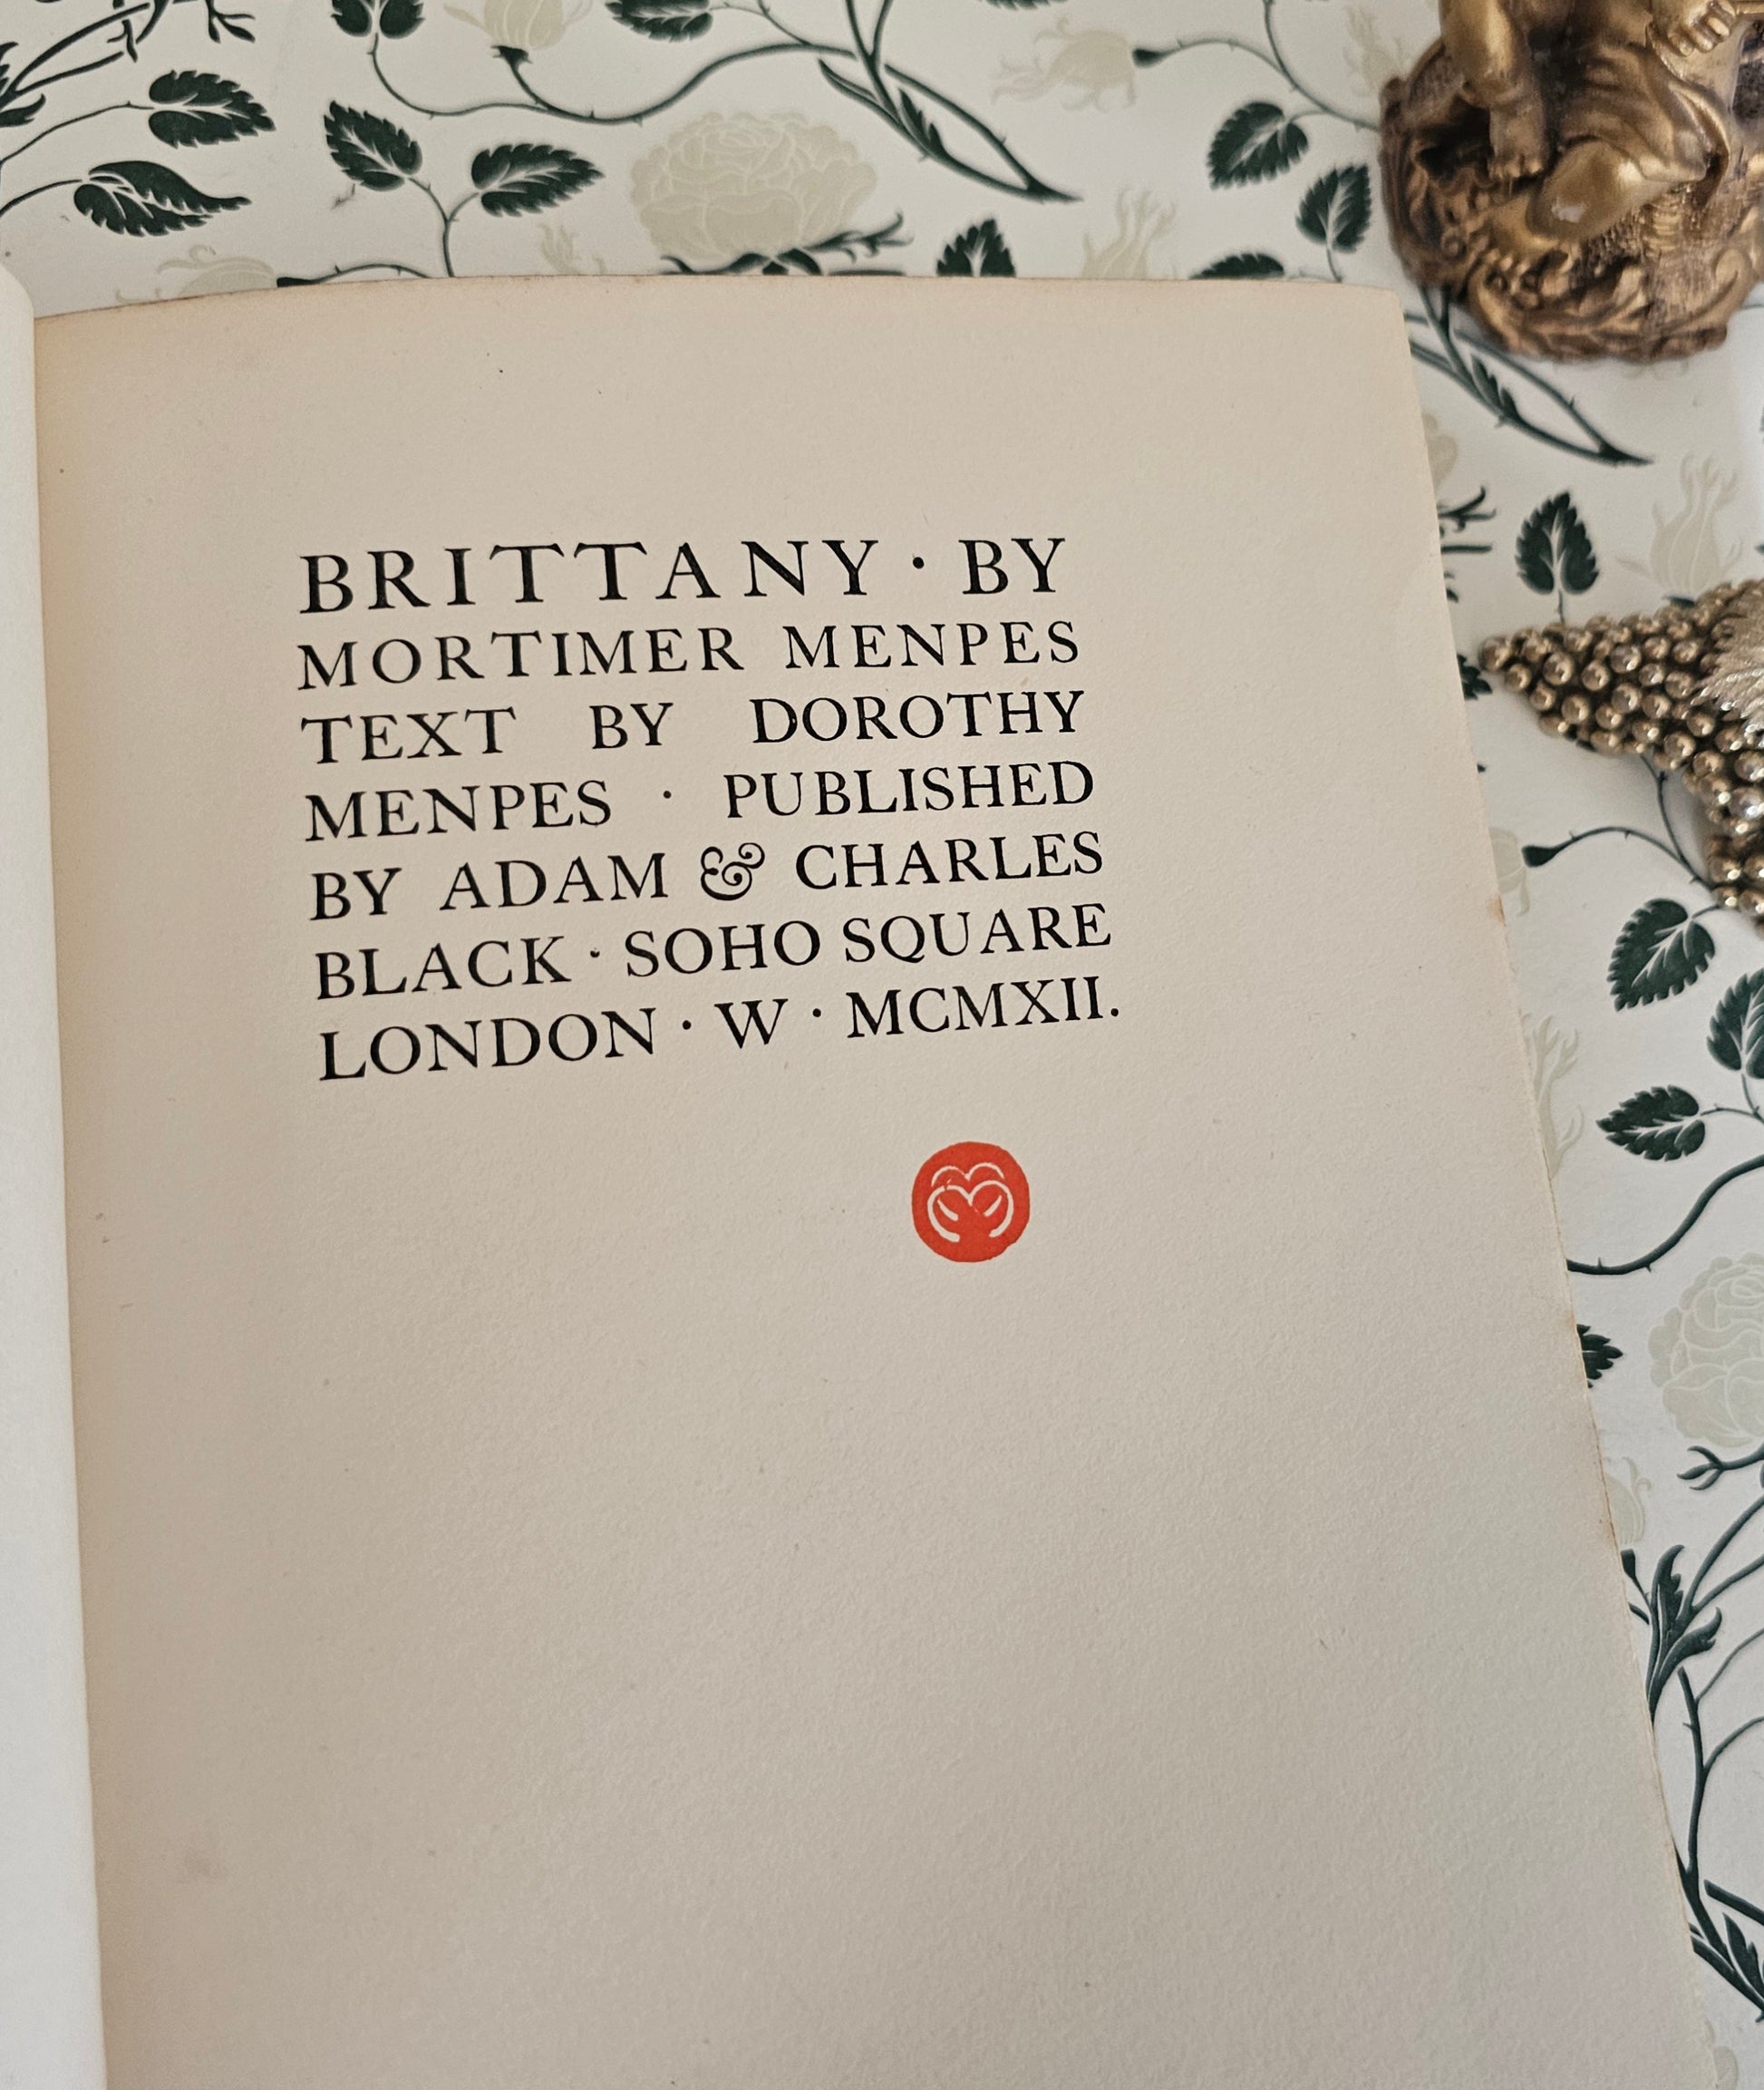 BRITTANY · BY
MORTIMER MENPES
TEXT BY DOROTHY
MENPES · PUBLISHED
BY ADAM & CHARLES
BLACK · SOHO SQUARE
LONDON · W · MCMXII.